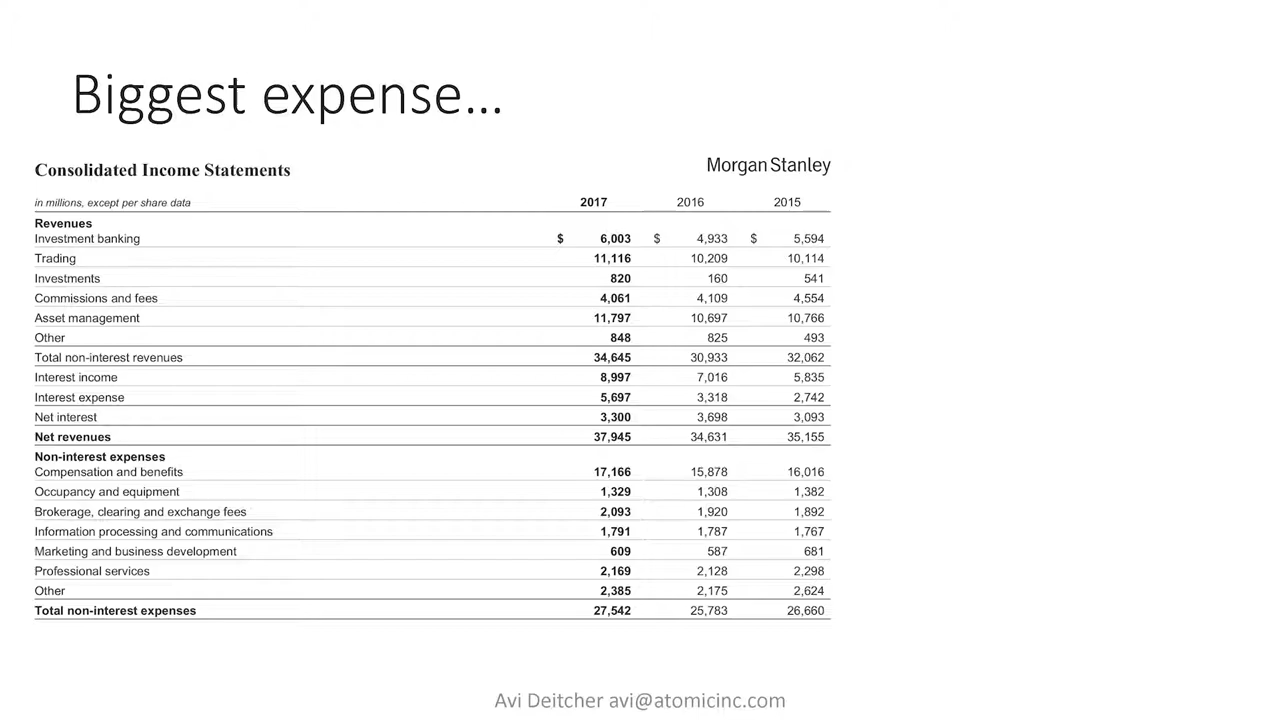 Biggest expense...
Consolidated Income Statements
Morgan Stanley
in millions, except per share data 2017 2016 2015
Revenues
Investment banking $ 6,003 $ 4,933 $ 5,594
Trading 11,116 10,209 10,114
Investments 820 160 541
Commissions and fees 4,061 4,109 4,554
Asset management 11,797 10,697 10,766
Other 848 825 493
Total non-interest revenues 34,645 30,933 32,062
Interest income 8,997 7,016 5,835
Interest expense 5,697 3,318 2,742
Net interest 3,300 3,698 3,093
Net revenues 37,945 34,631 35,155
Non-interest expenses
Compensation and benefits 17,166 15,878 16,016
Occupancy and equipment 1,329 1,308 1,382
Brokerage, clearing and exchange fees 2,093 1,920 1,892
Information processing and communications 1,791 1,787 1,767
Marketing and business development 609 587 681
Professional services 2,169 2,128 2,298
Other 2,385 2,175 2,624
Total non-interest expenses 27,542 25,783 26,660
Avi Deitcher avi@atomicinc.com